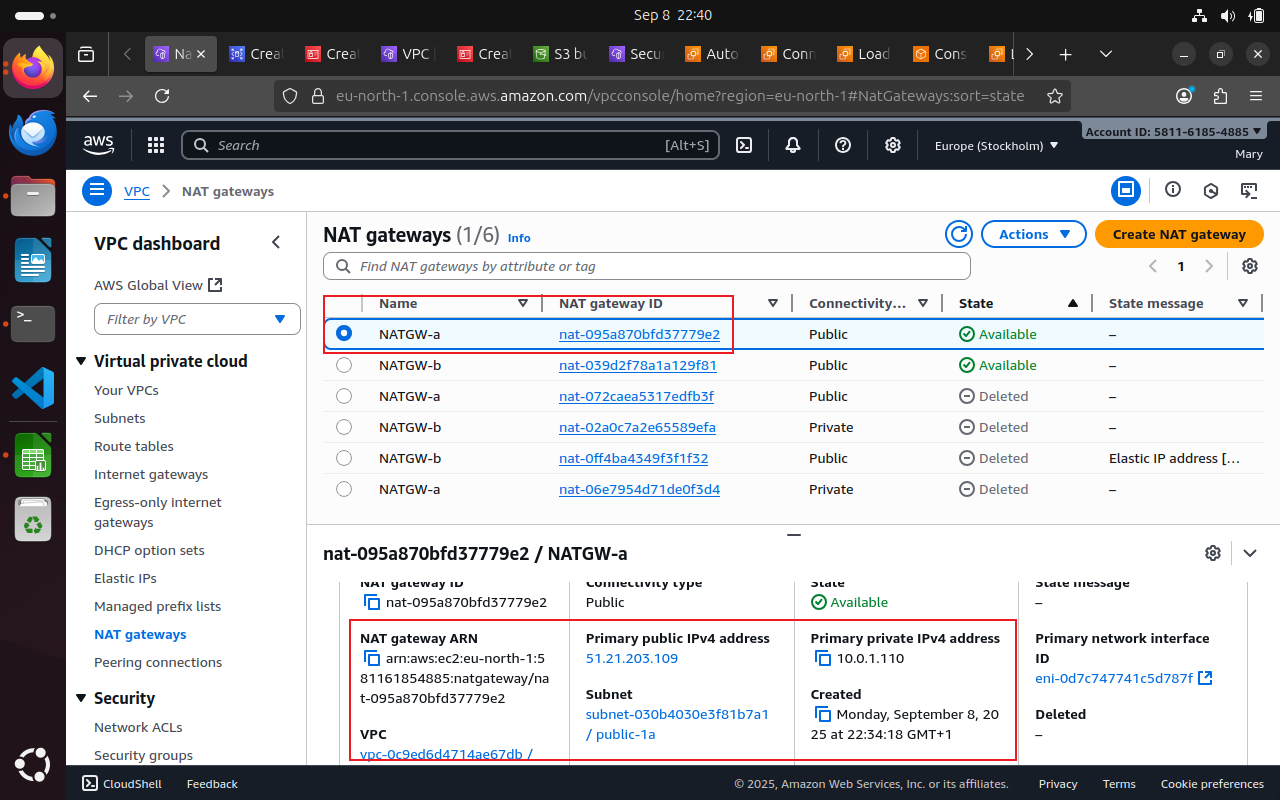 Sep 8 22:40
Na
Creat
Creat
VPC
Creat
S3 bu
Secu
Auto
Conn
Load
Cons
eu-north-1.console.aws.amazon.com/vpcconsole/home?region=eu-north-1#NatGateways:sort=state
aws
Search
[Alt+S]
Europe (Stockholm)
Account ID: 5811-6185-4885
Mary
VPC
NAT gateways
VPC dashboard
AWS Global View
Filter by VPC
Virtual private cloud
Your VPCs
Subnets
Route tables
Internet gateways
Egress-only internet
gateways
DHCP option sets
Elastic IPs
Managed prefix lists
NAT gateways
Peering connections
Security
Network ACLs
Security groups
NAT gateways (1/6) Info
Actions
Create NAT gateway
Find NAT gateways by attribute or tag
1
Name NAT gateway ID Connectivity... State State message
NATGW-a nat-095a870bfd37779e2 Public Available –
NATGW-b nat-039d2f78a1a129f81 Public Available –
NATGW-a nat-072caea5317edfb3f Public Deleted –
NATGW-b nat-02a0c7a2e65589efa Private Deleted –
NATGW-b nat-0ff4ba4349f3f1f32 Public Deleted Elastic IP address [...
NATGW-a nat-06e7954d71de0f3d4 Private Deleted –
nat-095a870bfd37779e2 / NATGW-a
NAT gateway ID
nat-095a870bfd37779e2
Connectivity type
Public
State
Available
State message
–
NAT gateway ARN
arn:aws:ec2:eu-north-1:5
81161854885:natgateway/na
t-095a870bfd37779e2
Primary public IPv4 address
51.21.203.109
Primary private IPv4 address
10.0.1.110
Primary network interface
ID
eni-0d7c747741c5d787f
VPC
vpc-0c9ed6d4714ae67db /
Subnet
subnet-030b4030e3f81b7a1
/ public-1a
Created
Monday, September 8, 20
25 at 22:34:18 GMT+1
Deleted
–
CloudShell
Feedback
© 2025, Amazon Web Services, Inc. or its affiliates.
Privacy
Terms
Cookie preferences